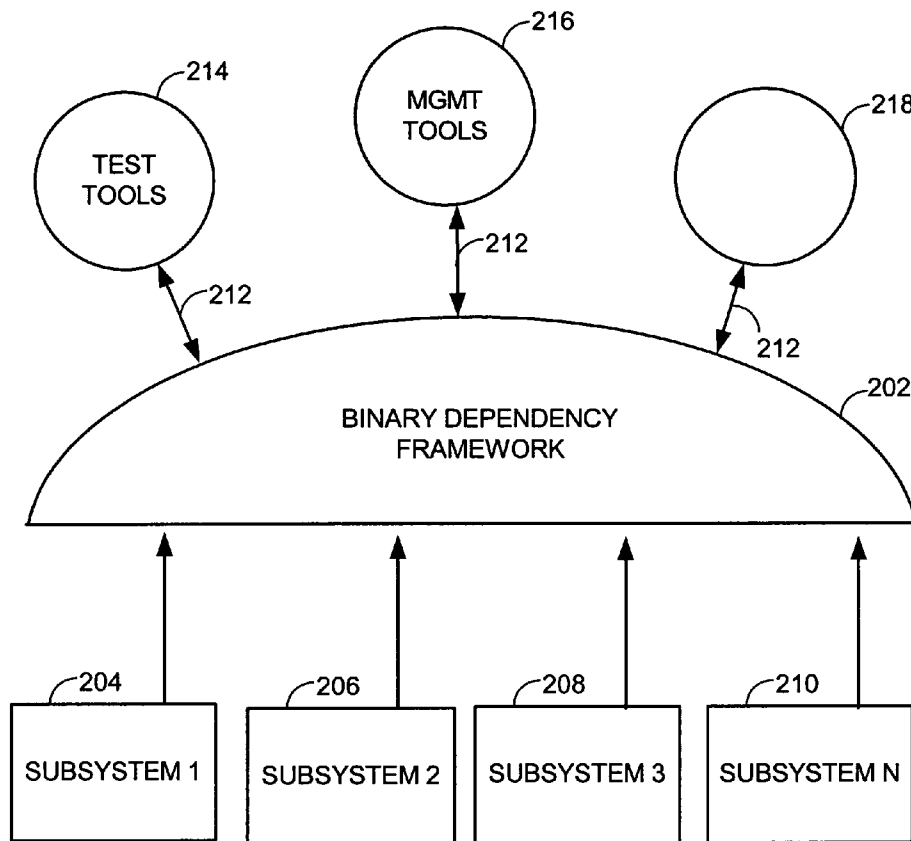 216
214
MGMT
TOOLS
218
TEST
TOOLS
212
212
212
202
BINARY DEPENDENCY
FRAMEWORK
204
206
208
210
SUBSYSTEM 1
SUBSYSTEM 2
SUBSYSTEM 3
SUBSYSTEM N